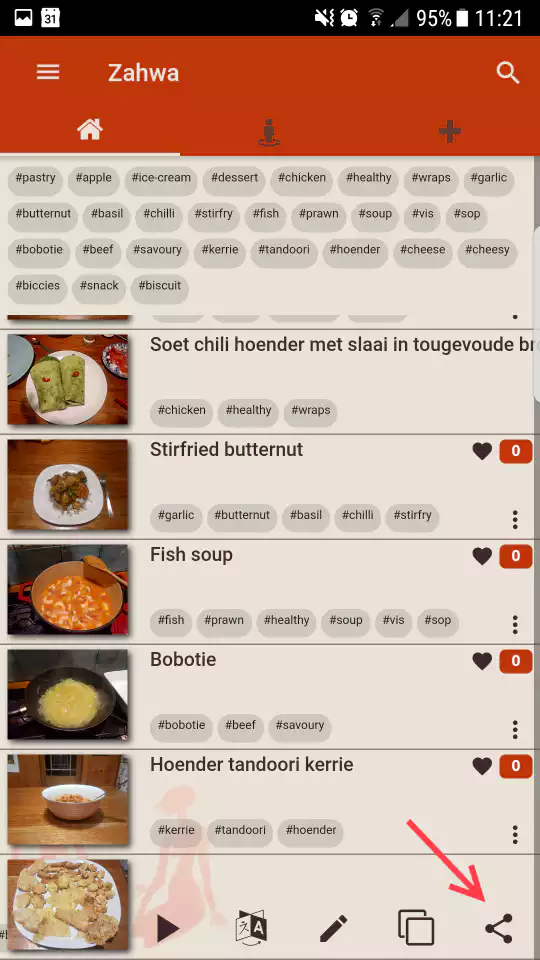 31 95% 11:21
Zahwa
#pastry #apple #ice-cream #dessert #chicken #healthy #wraps #garlic
#butternut #basil #chilli #stirfry #fish #prawn #soup #vis #sop
#bobotie #beef #savoury #kerrie #tandoori #hoender #cheese #cheesy
#biccies #snack #biscuit
Soet chili hoender met slaai in tougevoude br
#chicken #healthy #wraps
Stirfried butternut 0
#garlic #butternut #basil #chilli #stirfry
Fish soup 0
#fish #prawn #healthy #soup #vis #sop
Bobotie 0
#bobotie #beef #savoury
Hoender tandoori kerrie 0
#kerrie #tandoori #hoender
A